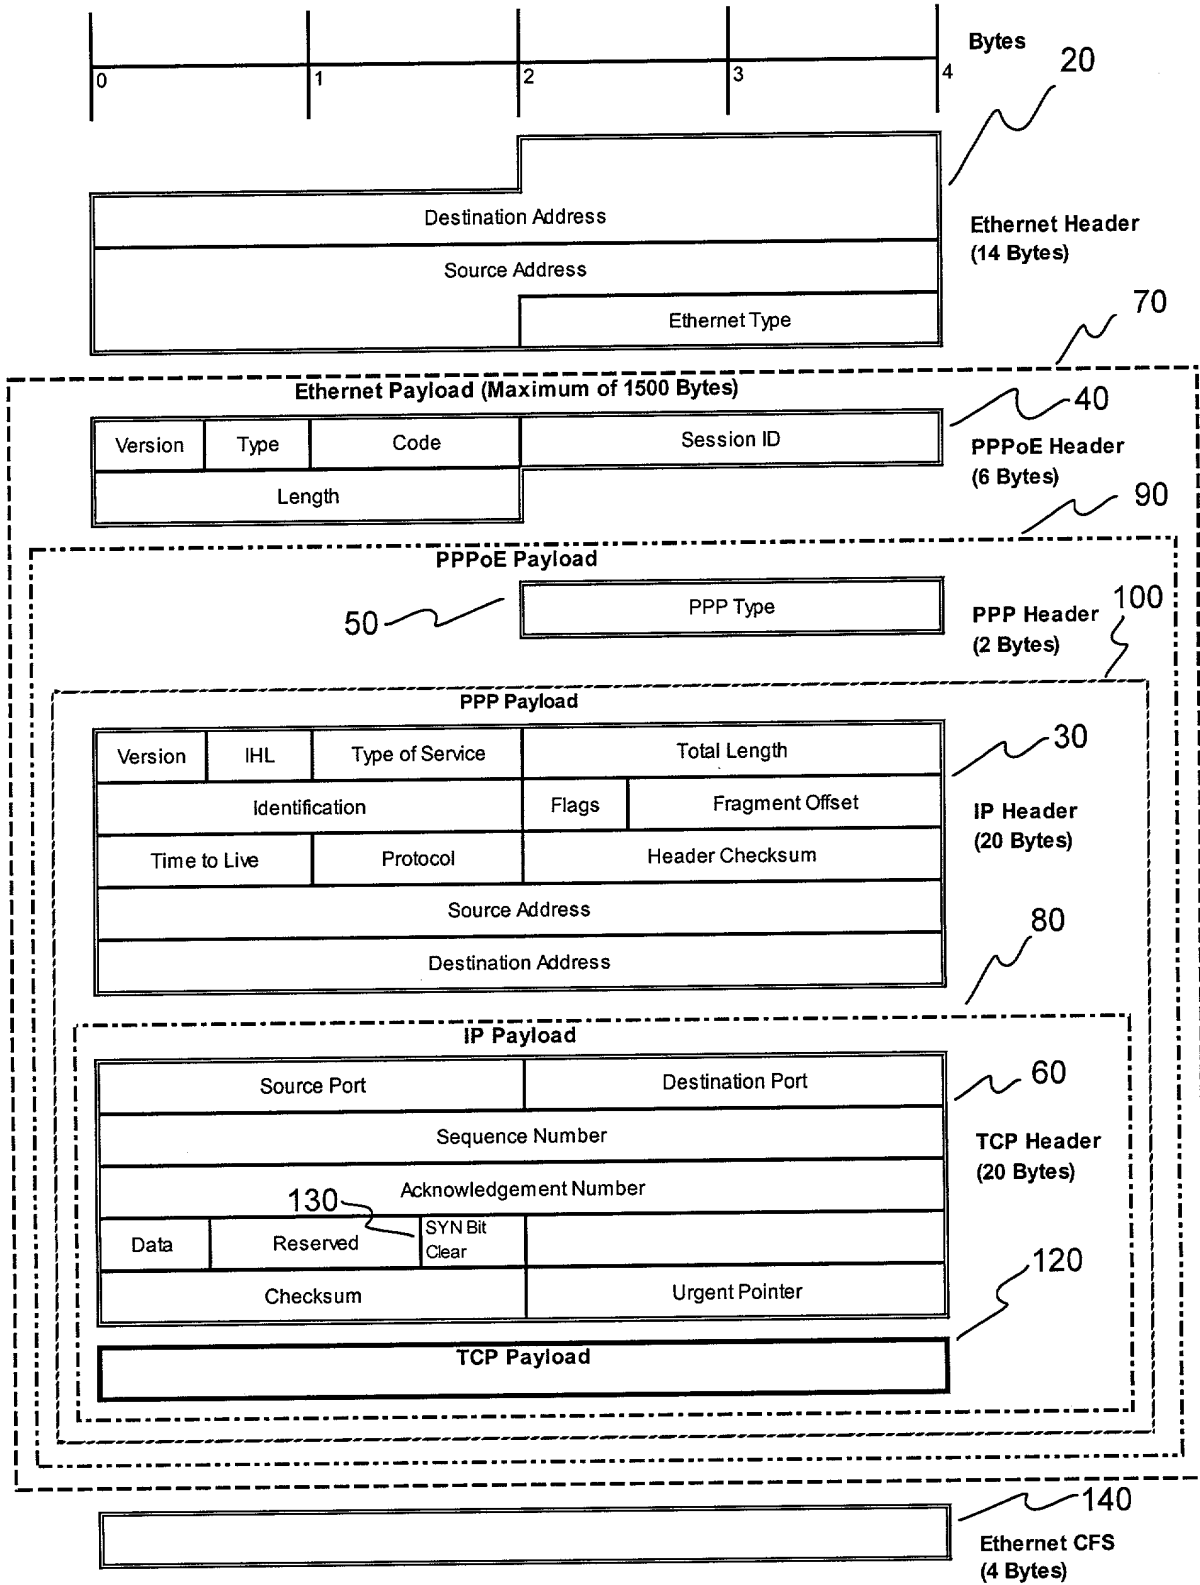 Bytes
0 1 2 3 4
20
Destination Address
Ethernet Header
(14 Bytes)
Source Address
Ethernet Type
70
Ethernet Payload (Maximum of 1500 Bytes)
40
Version Type Code Session ID
PPPoE Header
(6 Bytes)
Length
90
PPPoE Payload
50
PPP Type
PPP Header
(2 Bytes)
100
PPP Payload
30
Version IHL Type of Service Total Length
Identification Flags Fragment Offset
IP Header
(20 Bytes)
Time to Live Protocol Header Checksum
Source Address
80
Destination Address
IP Payload
60
Source Port Destination Port
Sequence Number
TCP Header
(20 Bytes)
Acknowledgement Number
130
Data Reserved SYN Bit
Clear
120
Checksum Urgent Pointer
TCP Payload
140
Ethernet CFS
(4 Bytes)